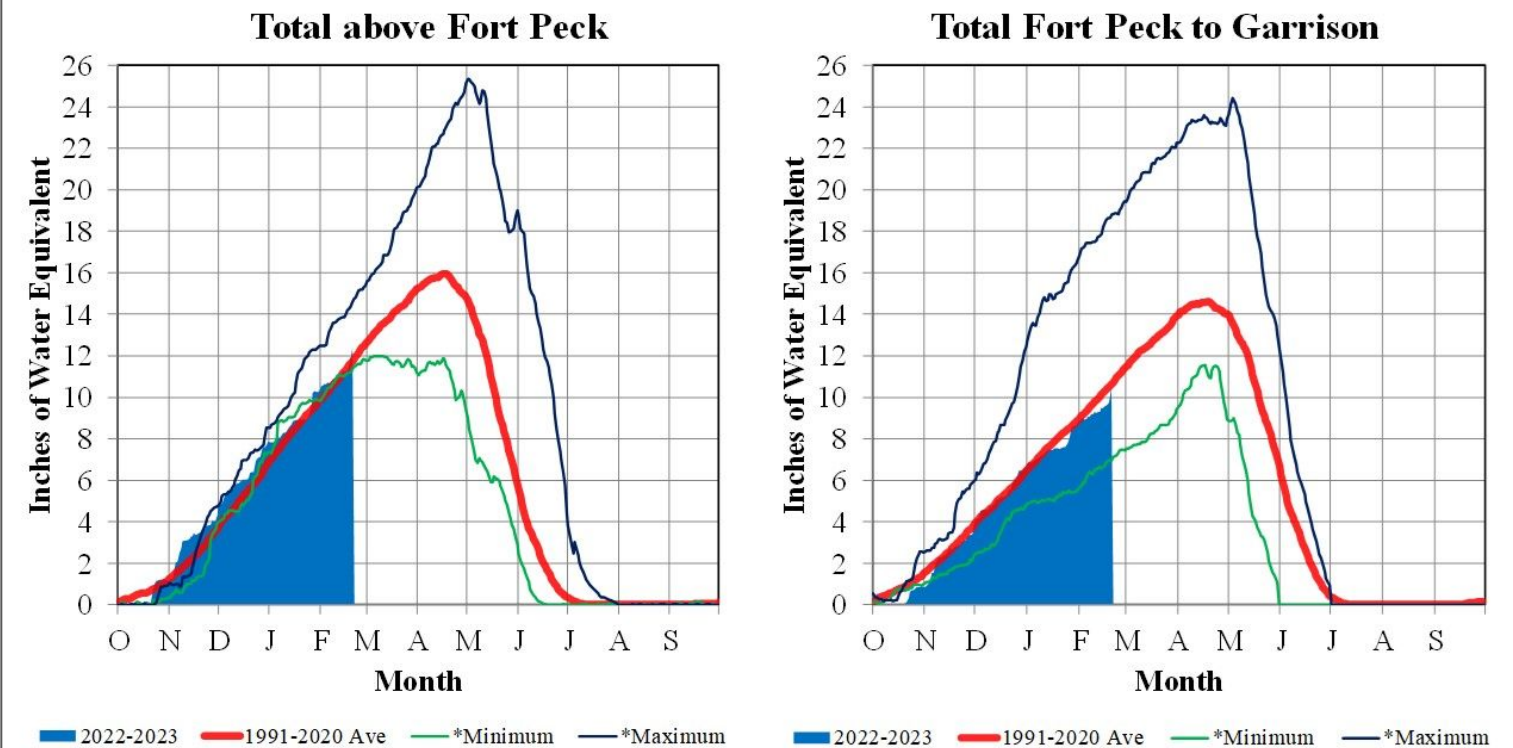 Total above Fort Peck
Inches of Water Equivalent
26
24
22
20
18
16
14
12
10
8
6
4
2
0
O N D J F M A M J J A S
Month
2022-2023 1991-2020 Ave *Minimum *Maximum
Total Fort Peck to Garrison
Inches of Water Equivalent
26
24
22
20
18
16
14
12
10
8
6
4
2
0
O N D J F M A M J J A S
Month
2022-2023 1991-2020 Ave *Minimum *Maximum